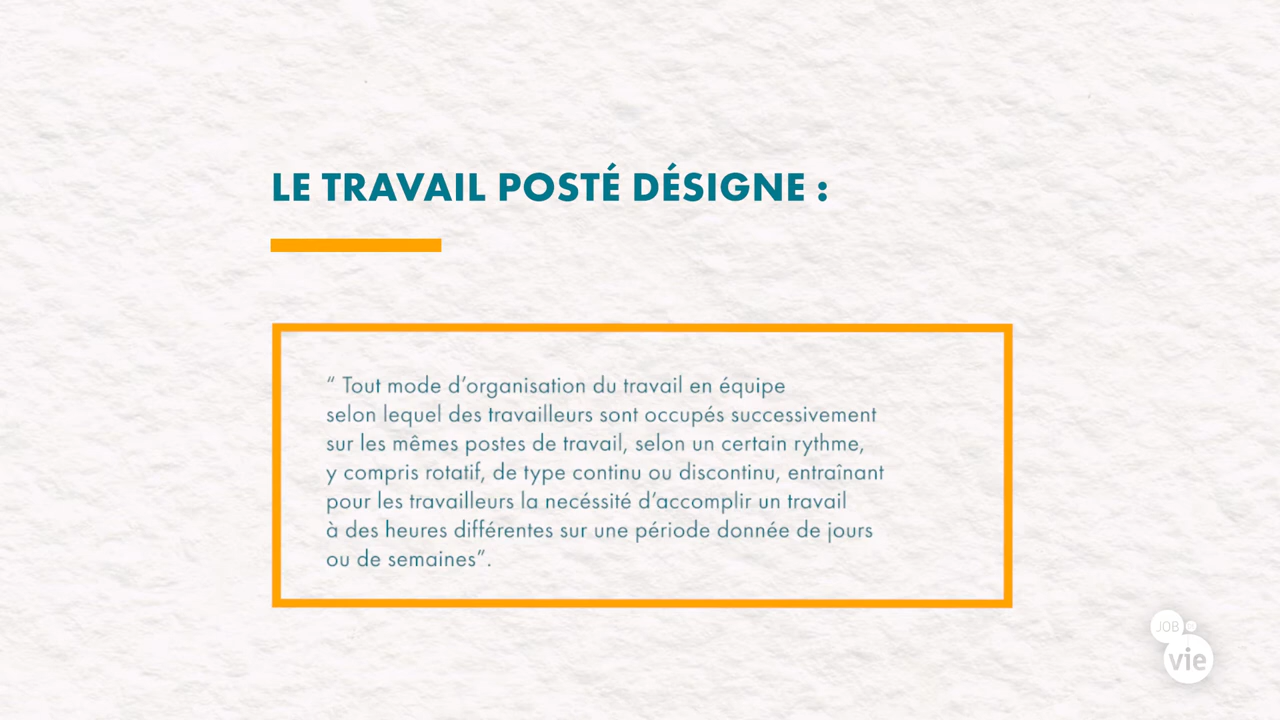 LE TRAVAIL POSTÉ DÉSIGNE :
“ Tout mode d’organisation du travail en équipe
selon lequel des travailleurs sont occupés successivement
sur les mêmes postes de travail, selon un certain rythme,
y compris rotatif, de type continu ou discontinu, entraînant
pour les travailleurs la necéssité d’accomplir un travail
à des heures différentes sur une période donnée de jours
ou de semaines”.
JOB
vie